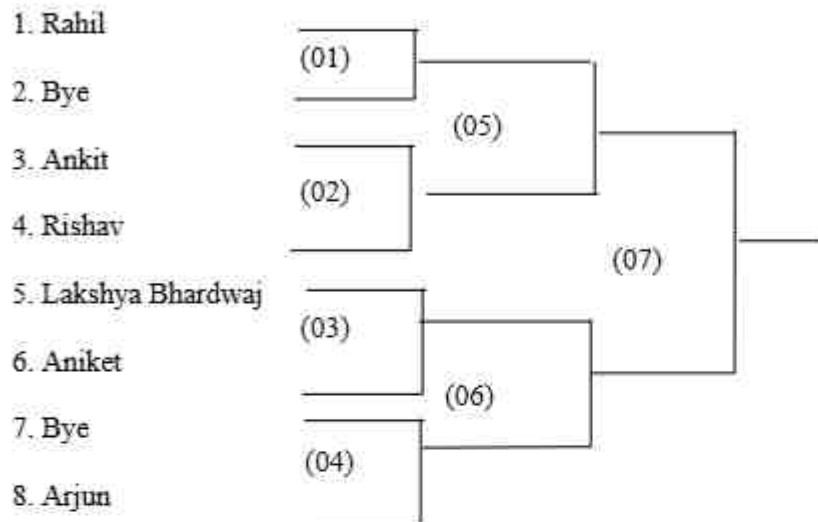 1. Rahil
(01)
2. Bye
(05)
3. Ankit
(02)
4. Rishav
(07)
5. Lakshya Bhardwaj
(03)
6. Aniket
(06)
7. Bye
(04)
8. Arjun